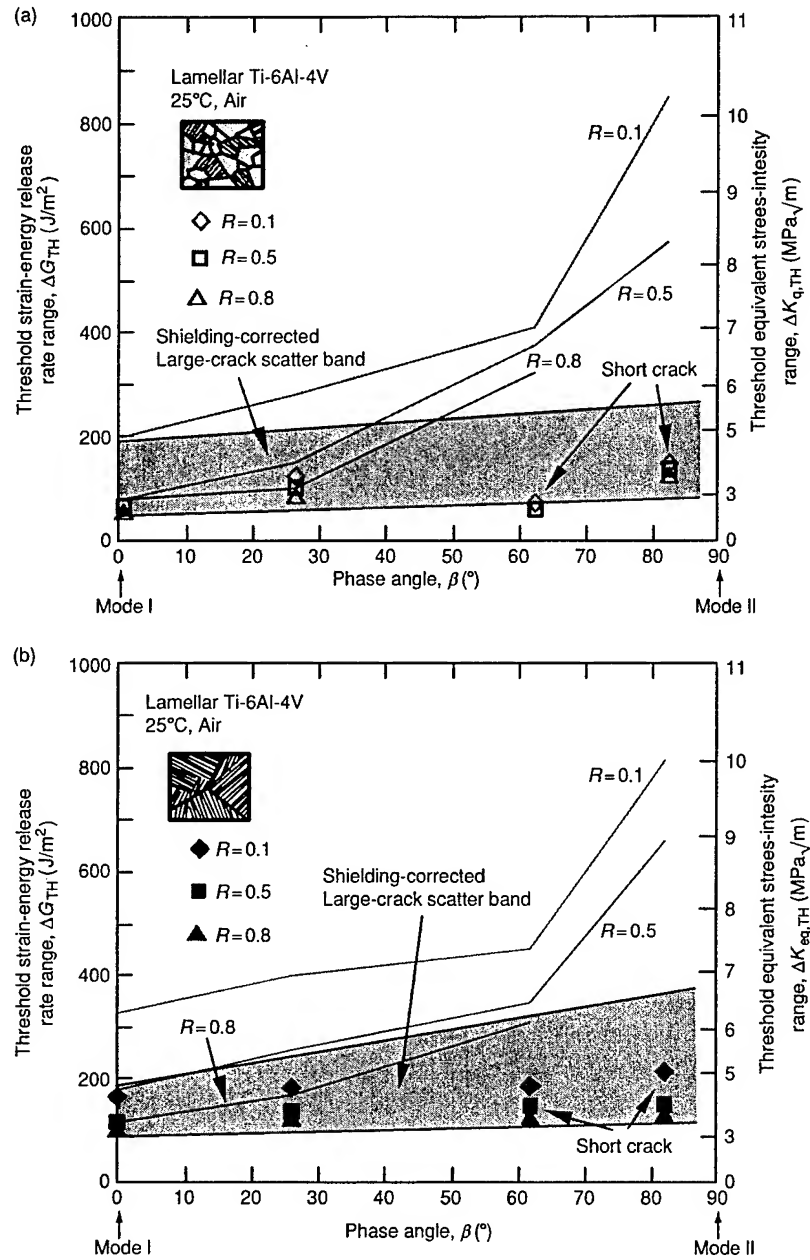 (a)
1000
800
600
400
200
0
Threshold strain-energy release
rate range, ΔG_TH (J/m²)
Lamellar Ti-6Al-4V
25°C, Air
R=0.1
R=0.5
R=0.8
Shielding-corrected
Large-crack scatter band
R=0.1
R=0.5
R=0.8
Short crack
11
10
9
8
7
6
5
3
0
Threshold equivalent strees-intesity
range, ΔK_q,TH (MPa√m)
0 10 20 30 40 50 60 70 80 90
Phase angle, β(°)
Mode I
Mode II
(b)
1000
800
600
400
200
0
Threshold strain-energy release
rate range, ΔG_TH (J/m²)
Lamellar Ti-6Al-4V
25°C, Air
R=0.1
R=0.5
R=0.8
Shielding-corrected
Large-crack scatter band
R=0.1
R=0.5
R=0.8
Short crack
11
10
9
8
7
6
5
3
0
Threshold equivalent strees-intesity
range, ΔK_eq,TH (MPa√m)
0 10 20 30 40 50 60 70 80 90
Phase angle, β(°)
Mode I
Mode II